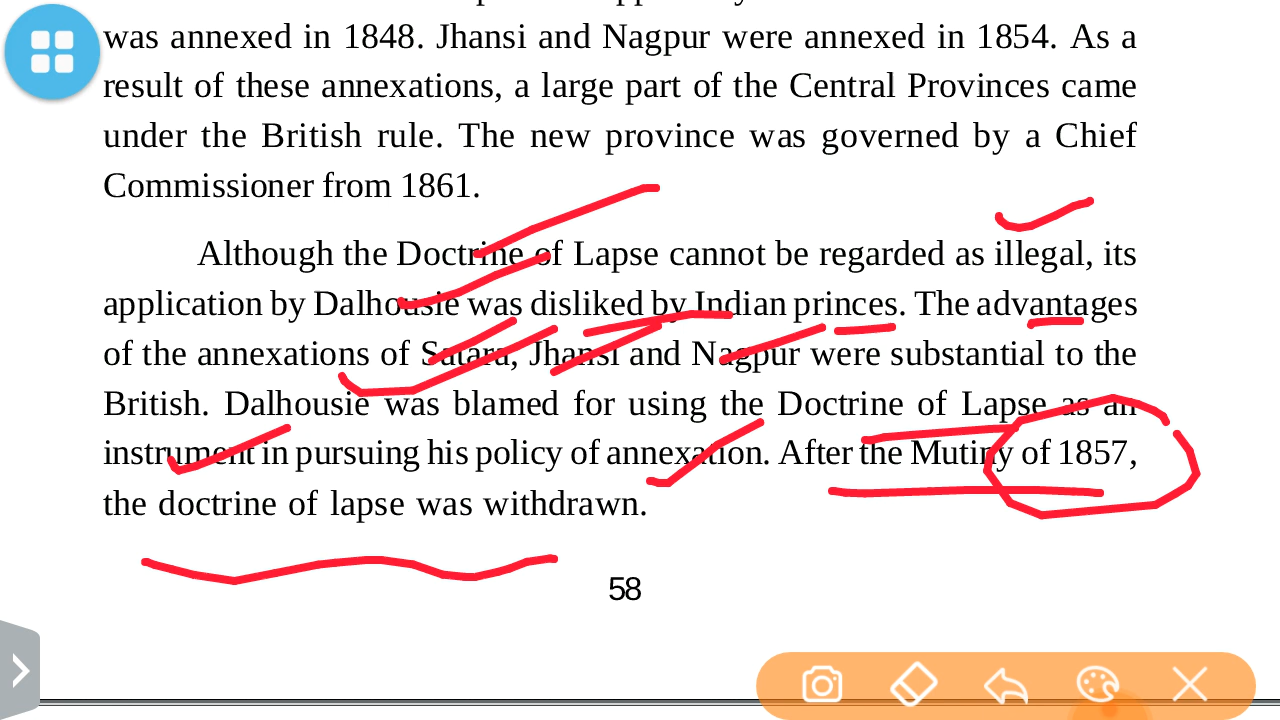 was annexed in 1848. Jhansi and Nagpur were annexed in 1854. As a
result of these annexations, a large part of the Central Provinces came
under the British rule. The new province was governed by a Chief
Commissioner from 1861.
Although the Doctrine of Lapse cannot be regarded as illegal, its
application by Dalhousie was disliked by Indian princes. The advantages
of the annexations of Satara, Jhansi and Nagpur were substantial to the
British. Dalhousie was blamed for using the Doctrine of Lapse as an
instrument in pursuing his policy of annexation. After the Mutiny of 1857,
the doctrine of lapse was withdrawn.
58